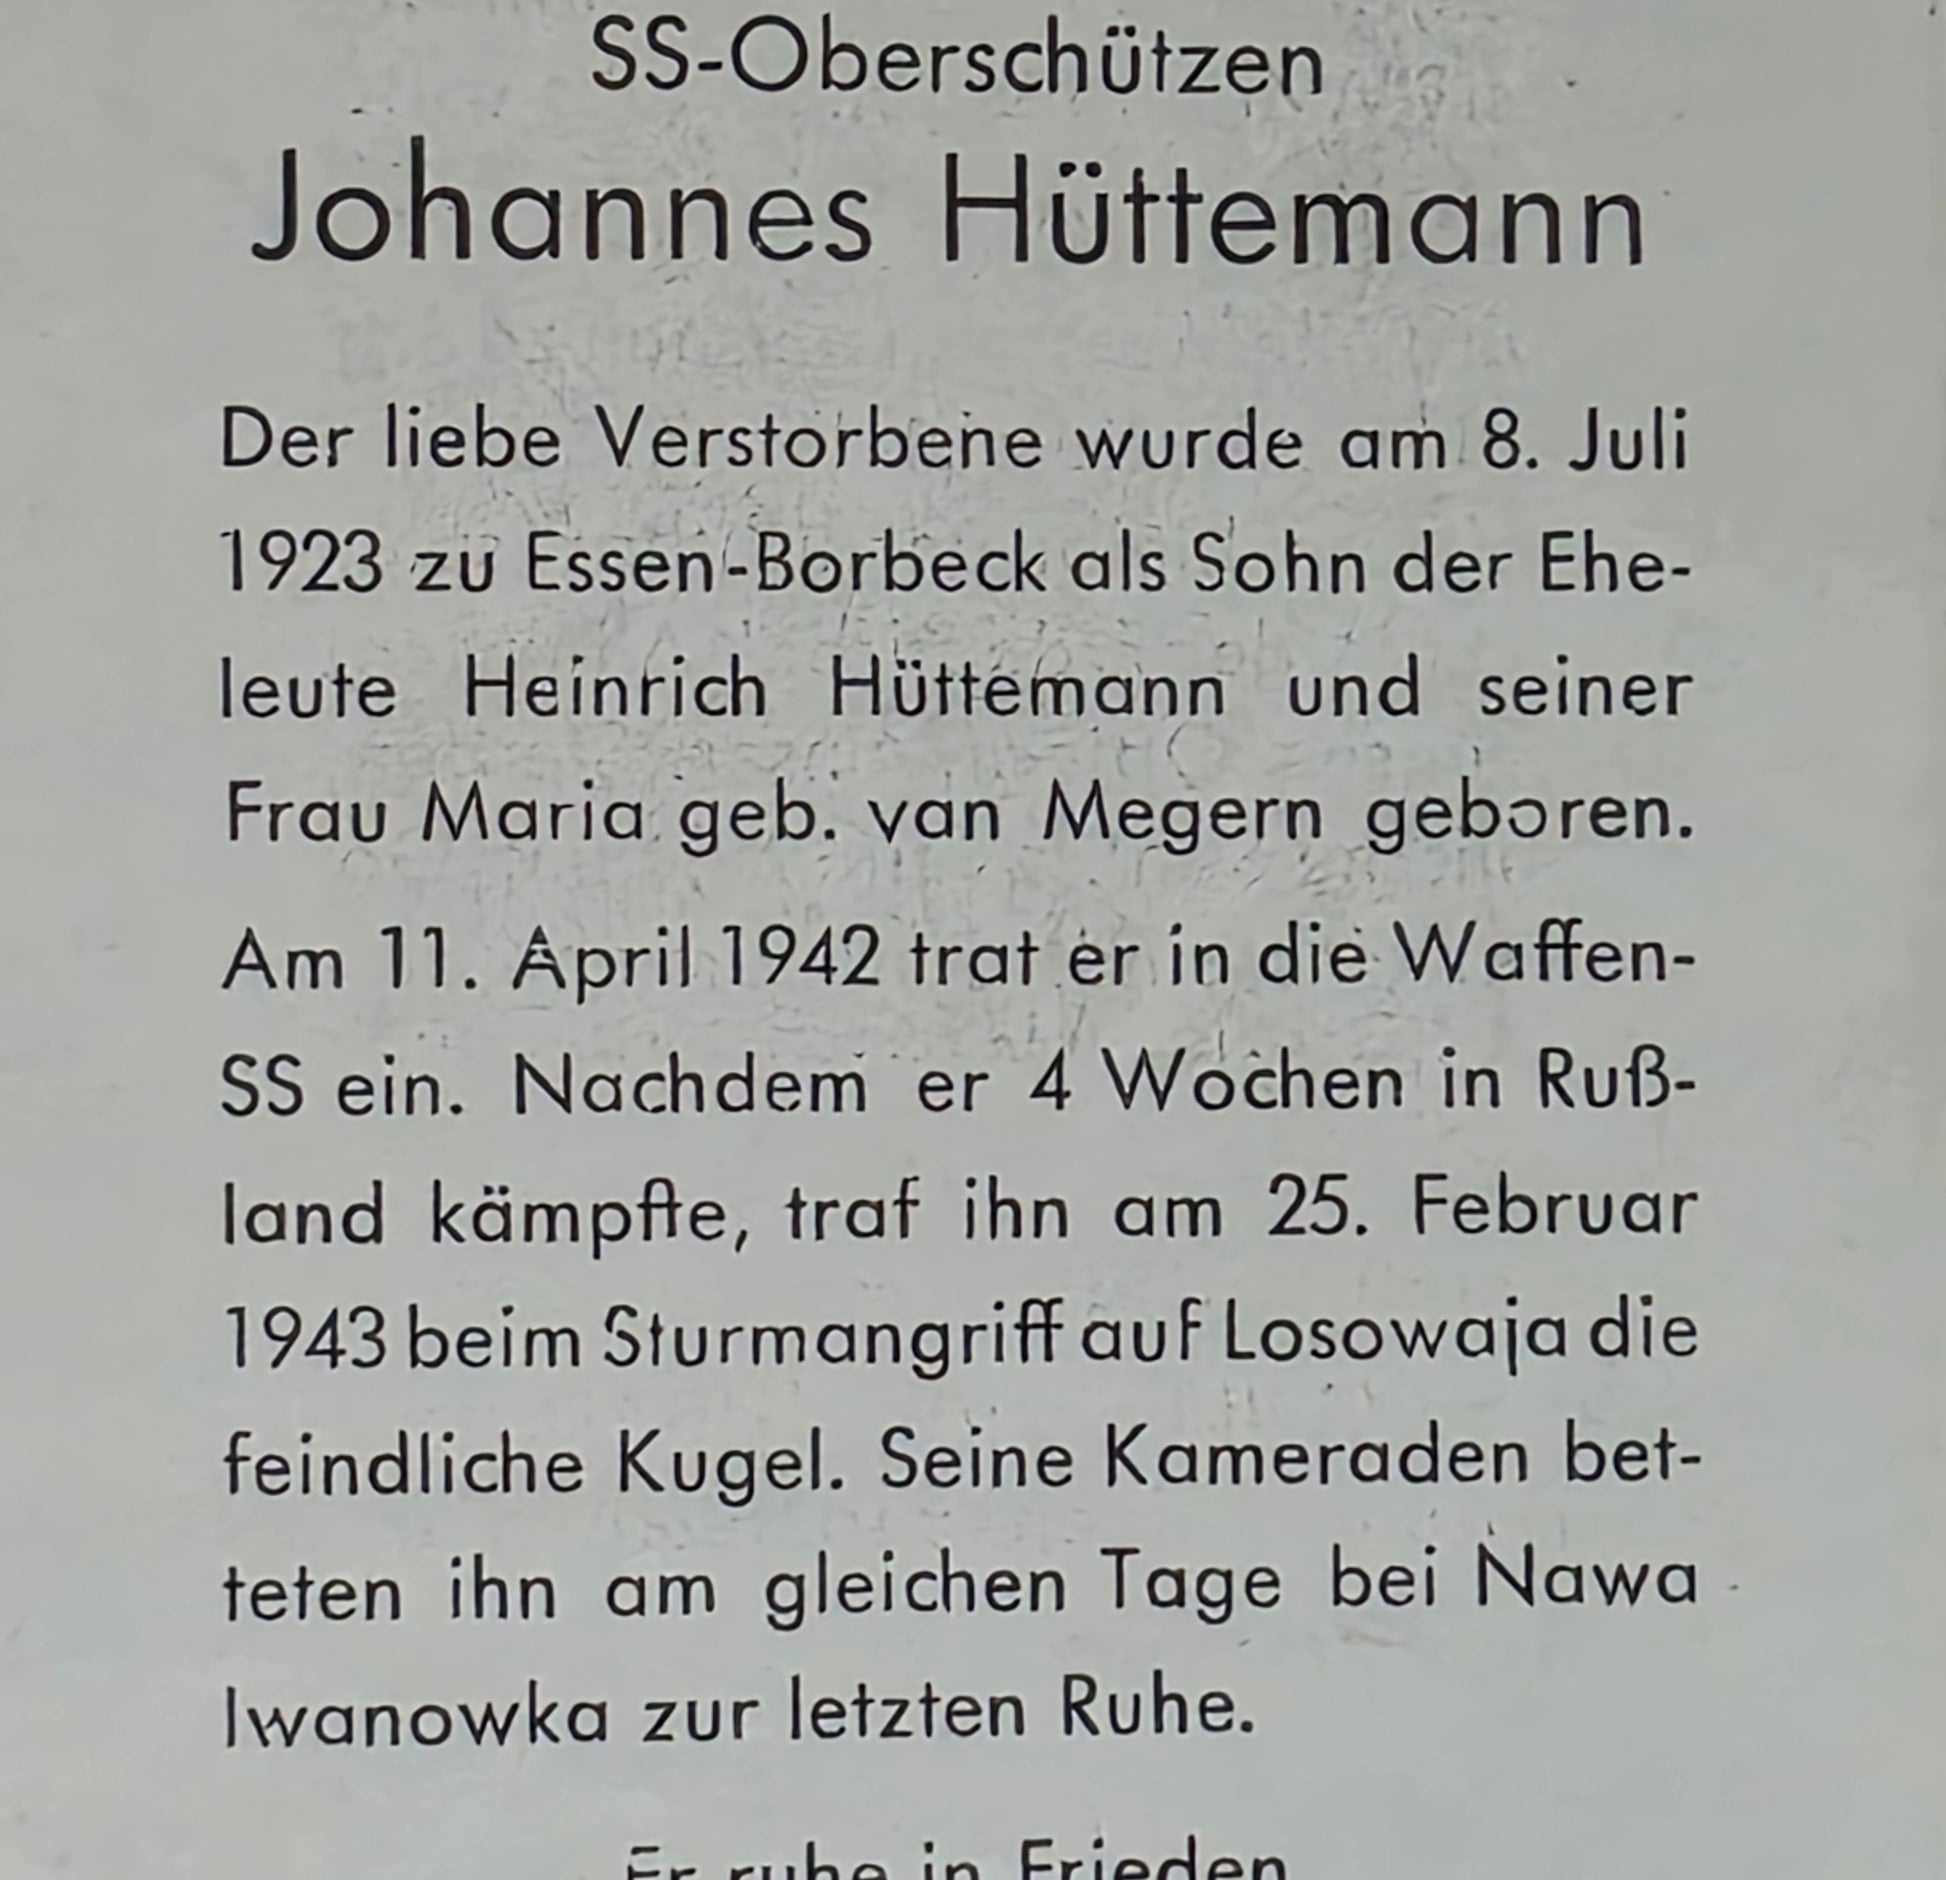 SS-Oberschützen
Johannes Hüttemann
Der liebe Verstorbene wurde am 8. Juli
1923 zu Essen-Borbeck als Sohn der Ehe-
leute Heinrich Hüttemann und seiner
Frau Maria geb. van Megern geboren.
Am 11. April 1942 trat er in die Waffen-
SS ein. Nachdem er 4 Wochen in Ruß-
land kämpfte, traf ihn am 25. Februar
1943 beim Sturmangriff auf Losowaja die
feindliche Kugel. Seine Kameraden bet-
teten ihn am gleichen Tage bei Nawa
Iwanowka zur letzten Ruhe.
Er ruhe in Frieden